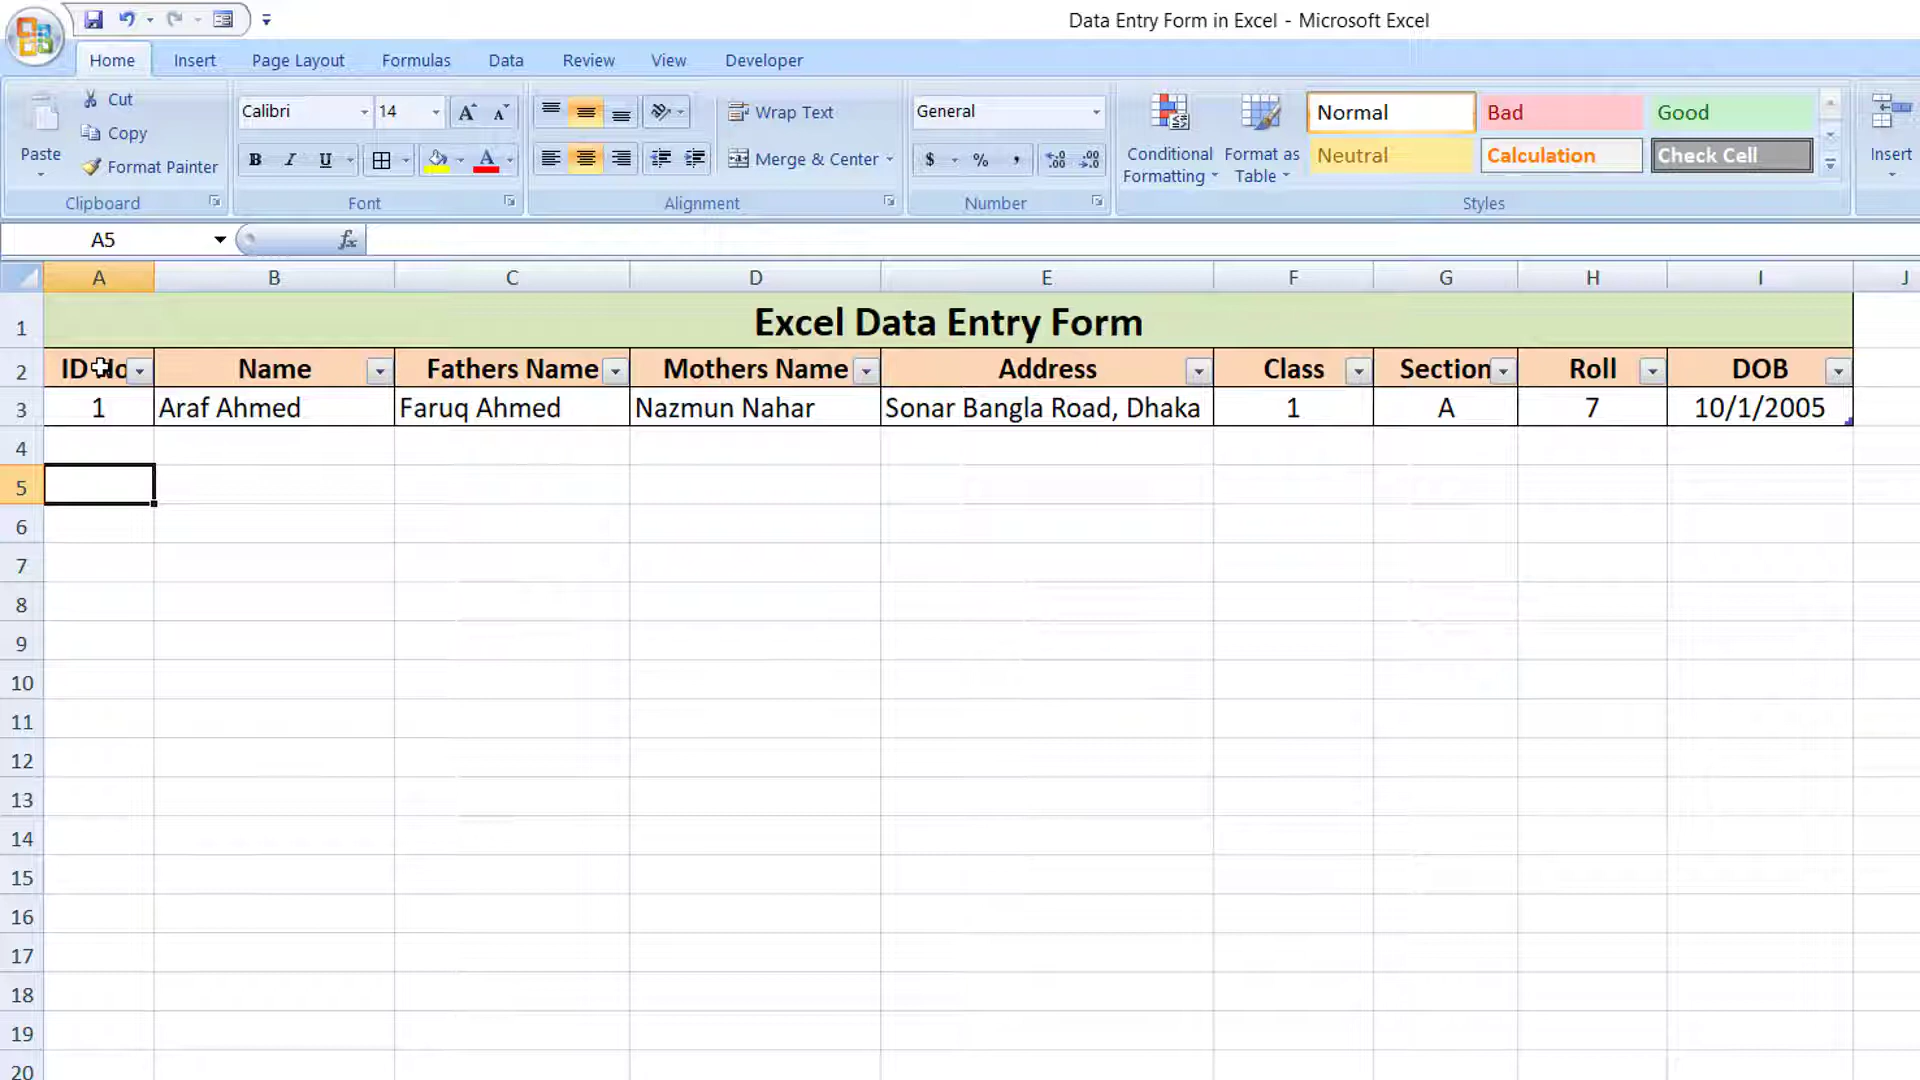 Data Entry Form in Excel - Microsoft Excel
Home Insert Page Layout Formulas Data Review View Developer
Cut
Copy
Format Painter
Paste
Clipboard
Calibri 14
B I U A
Font
Wrap Text
Merge & Center
Alignment
General
$ % ,
Number
Conditional Formatting
Format as Table
Normal Bad Good
Neutral Calculation Check Cell
Styles
Insert
A5 fx
A B C D E F G H I J
1 Excel Data Entry Form
2 ID No Name Fathers Name Mothers Name Address Class Section Roll DOB
3 1 Araf Ahmed Faruq Ahmed Nazmun Nahar Sonar Bangla Road, Dhaka 1 A 7 10/1/2005
4
5
6
7
8
9
10
11
12
13
14
15
16
17
18
19
20